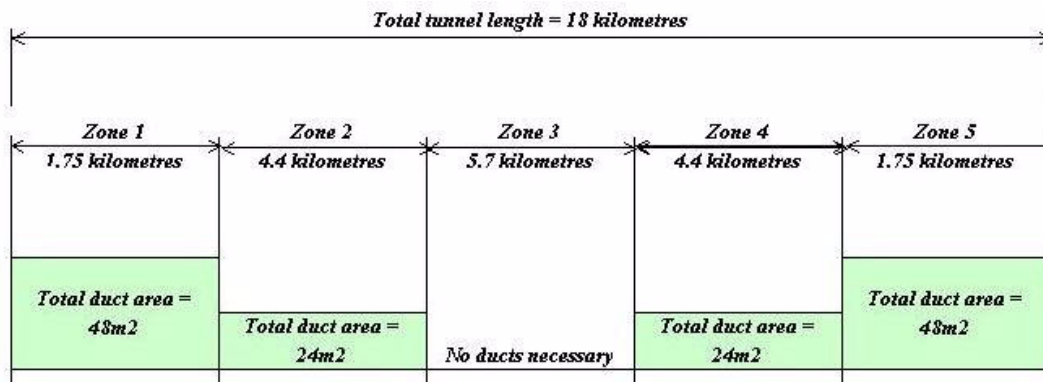 Total tunnel length = 18 kilometres
Zone 1 Zone 2 Zone 3 Zone 4 Zone 5
1.75 kilometres 4.4 kilometres 5.7 kilometres 4.4 kilometres 1.75 kilometres
Total duct area =
48m2
Total duct area =
24m2
No ducts necessary
Total duct area =
24m2
Total duct area =
48m2